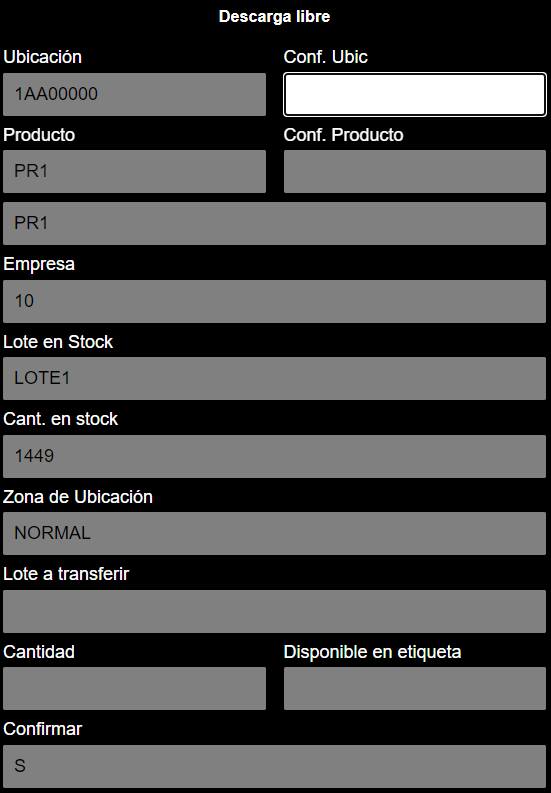 Descarga libre
Ubicación Conf. Ubic
1AA00000
Producto Conf. Producto
PR1
PR1
Empresa
10
Lote en Stock
LOTE1
Cant. en stock
1449
Zona de Ubicación
NORMAL
Lote a transferir
Cantidad Disponible en etiqueta
Confirmar
S